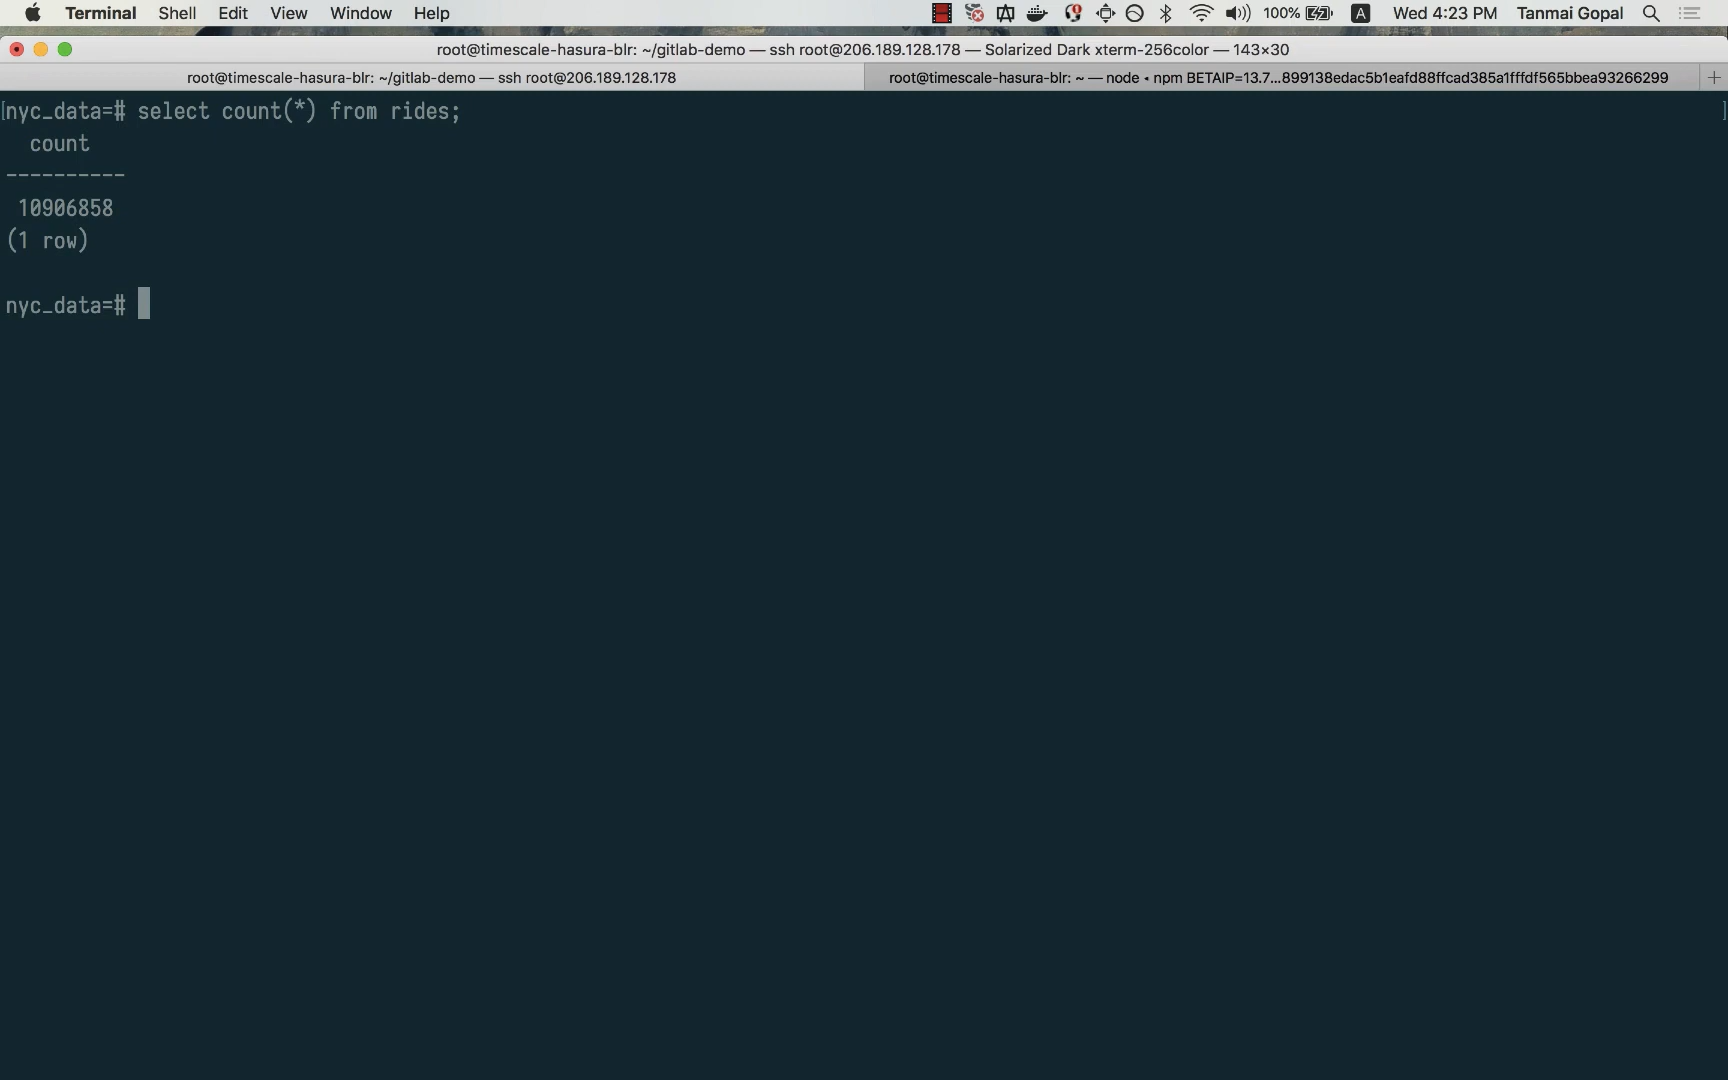 Terminal Shell Edit View Window Help 100% A Wed 4:23 PM Tanmai Gopal
root@timescale-hasura-blr: ~/gitlab-demo — ssh root@206.189.128.178 — Solarized Dark xterm-256color — 143×30
root@timescale-hasura-blr: ~/gitlab-demo — ssh root@206.189.128.178
root@timescale-hasura-blr: ~ — node ◂ npm BETAIP=13.7...899138edac5b1eafd88ffcad385a1fffdf565bbea93266299
[nyc_data=# select count(*) from rides; ]
count
----------
10906858
(1 row)
nyc_data=#